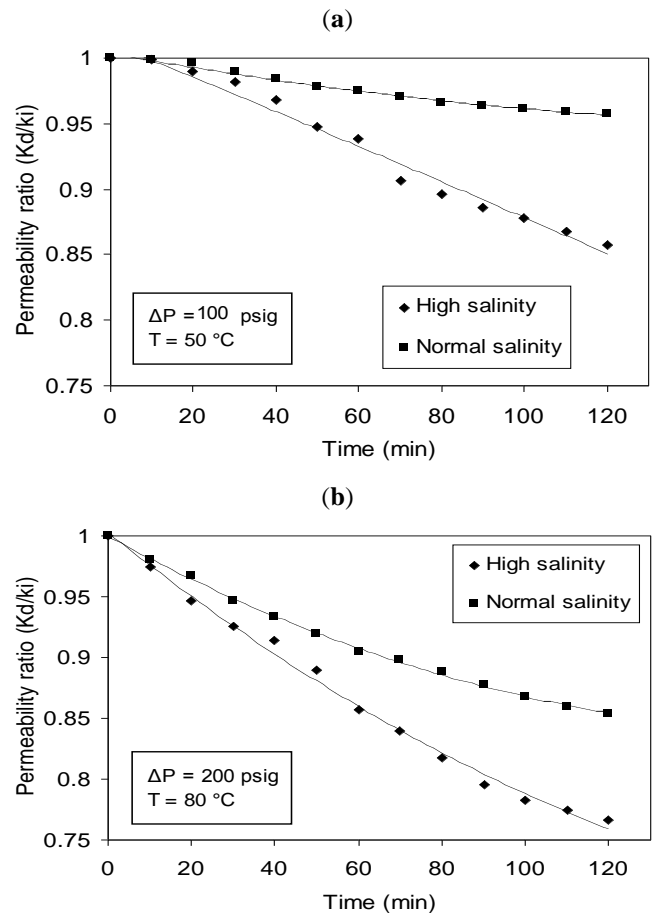 (a)
1
0.95
0.9
0.85
0.8
0.75
Permeability ratio (Kd/ki)
ΔP = 100 psig
T = 50 °C
High salinity
Normal salinity
0 20 40 60 80 100 120
Time (min)
(b)
1
0.95
0.9
0.85
0.8
0.75
Permeability ratio (Kd/ki)
High salinity
Normal salinity
ΔP = 200 psig
T = 80 °C
0 20 40 60 80 100 120
Time (min)